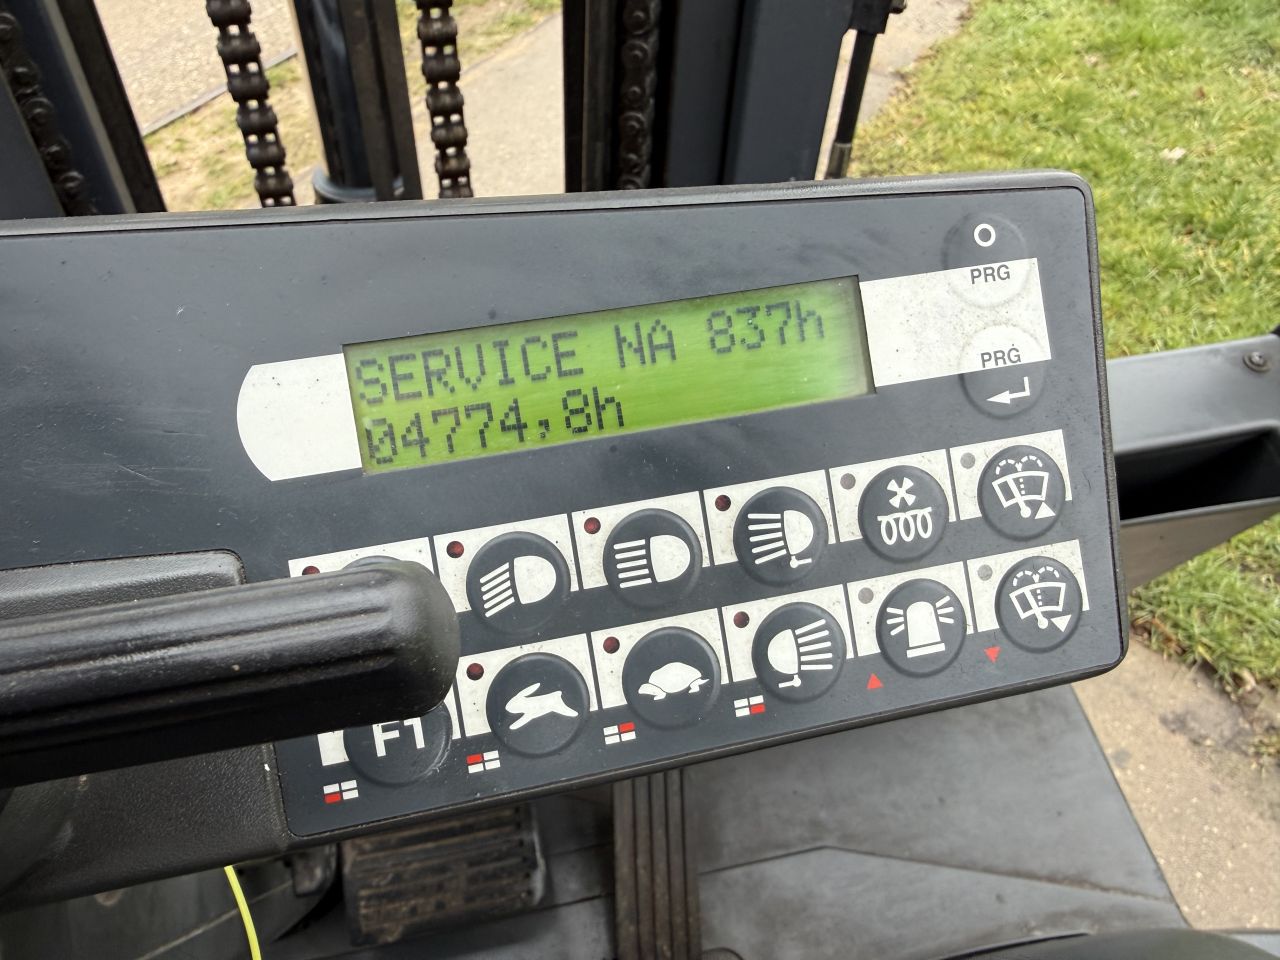 SERVICE NA 837h
04774,8h
PRG
PRG
F1